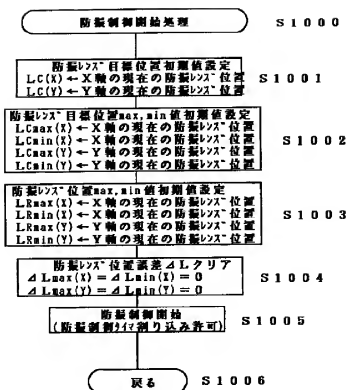 防振制御開始処理 S1000
防振レンズ目標位置初期値設定
LC(X)←X軸の現在の防振レンズ位置
LC(Y)←Y軸の現在の防振レンズ位置
S1001
防振レンズ目標位置max,min値初期値設定
LCmax(X)←X軸の現在の防振レンズ位置
LCmin(X)←X軸の現在の防振レンズ位置
LCmax(Y)←Y軸の現在の防振レンズ位置
LCmin(Y)←Y軸の現在の防振レンズ位置
S1002
防振レンズ位置max,min値初期値設定
LRmax(X)←X軸の現在の防振レンズ位置
LRmin(X)←X軸の現在の防振レンズ位置
LRmax(Y)←Y軸の現在の防振レンズ位置
LRmin(Y)←Y軸の現在の防振レンズ位置
S1003
防振レンズ位置誤差⊿Lクリア
⊿Lmax(X)=⊿Lmin(X)=0
⊿Lmax(Y)=⊿Lmin(Y)=0
S1004
防振制御開始
(防振制御タイマ割り込み許可)
S1005
戻る S1006